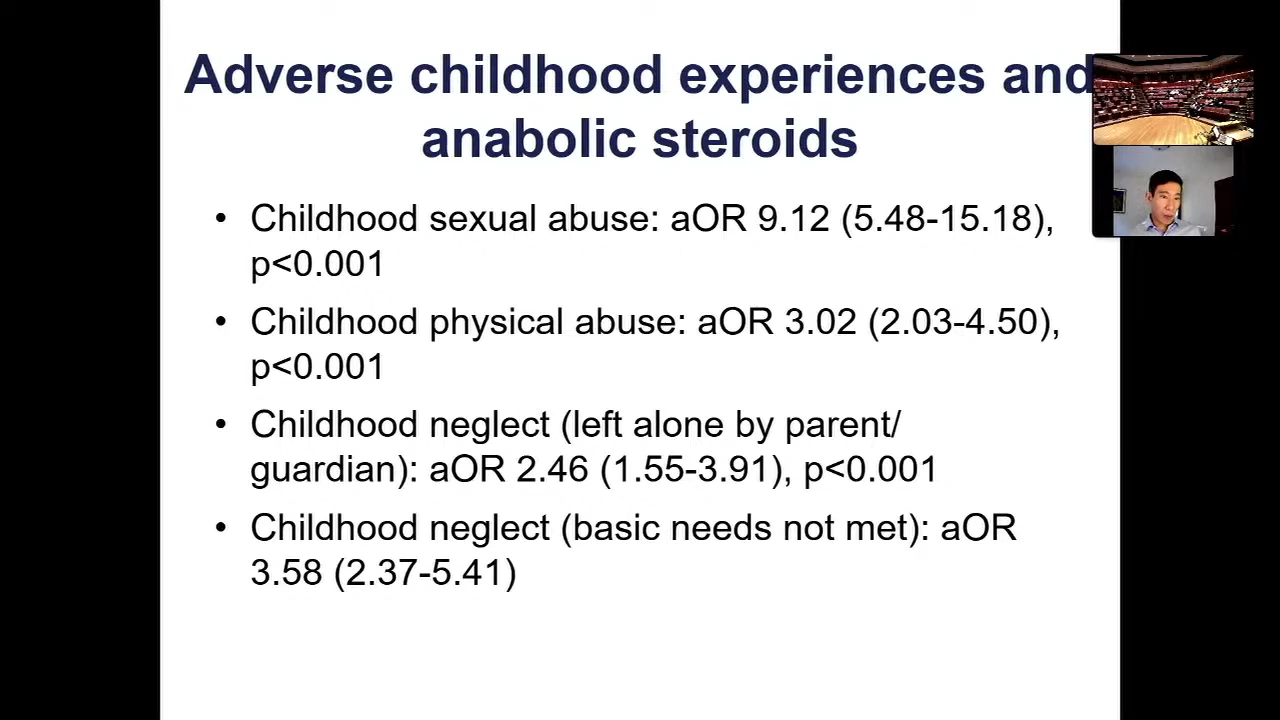 Adverse childhood experiences and
anabolic steroids
• Childhood sexual abuse: aOR 9.12 (5.48-15.18),
p<0.001
• Childhood physical abuse: aOR 3.02 (2.03-4.50),
p<0.001
• Childhood neglect (left alone by parent/
guardian): aOR 2.46 (1.55-3.91), p<0.001
• Childhood neglect (basic needs not met): aOR
3.58 (2.37-5.41)